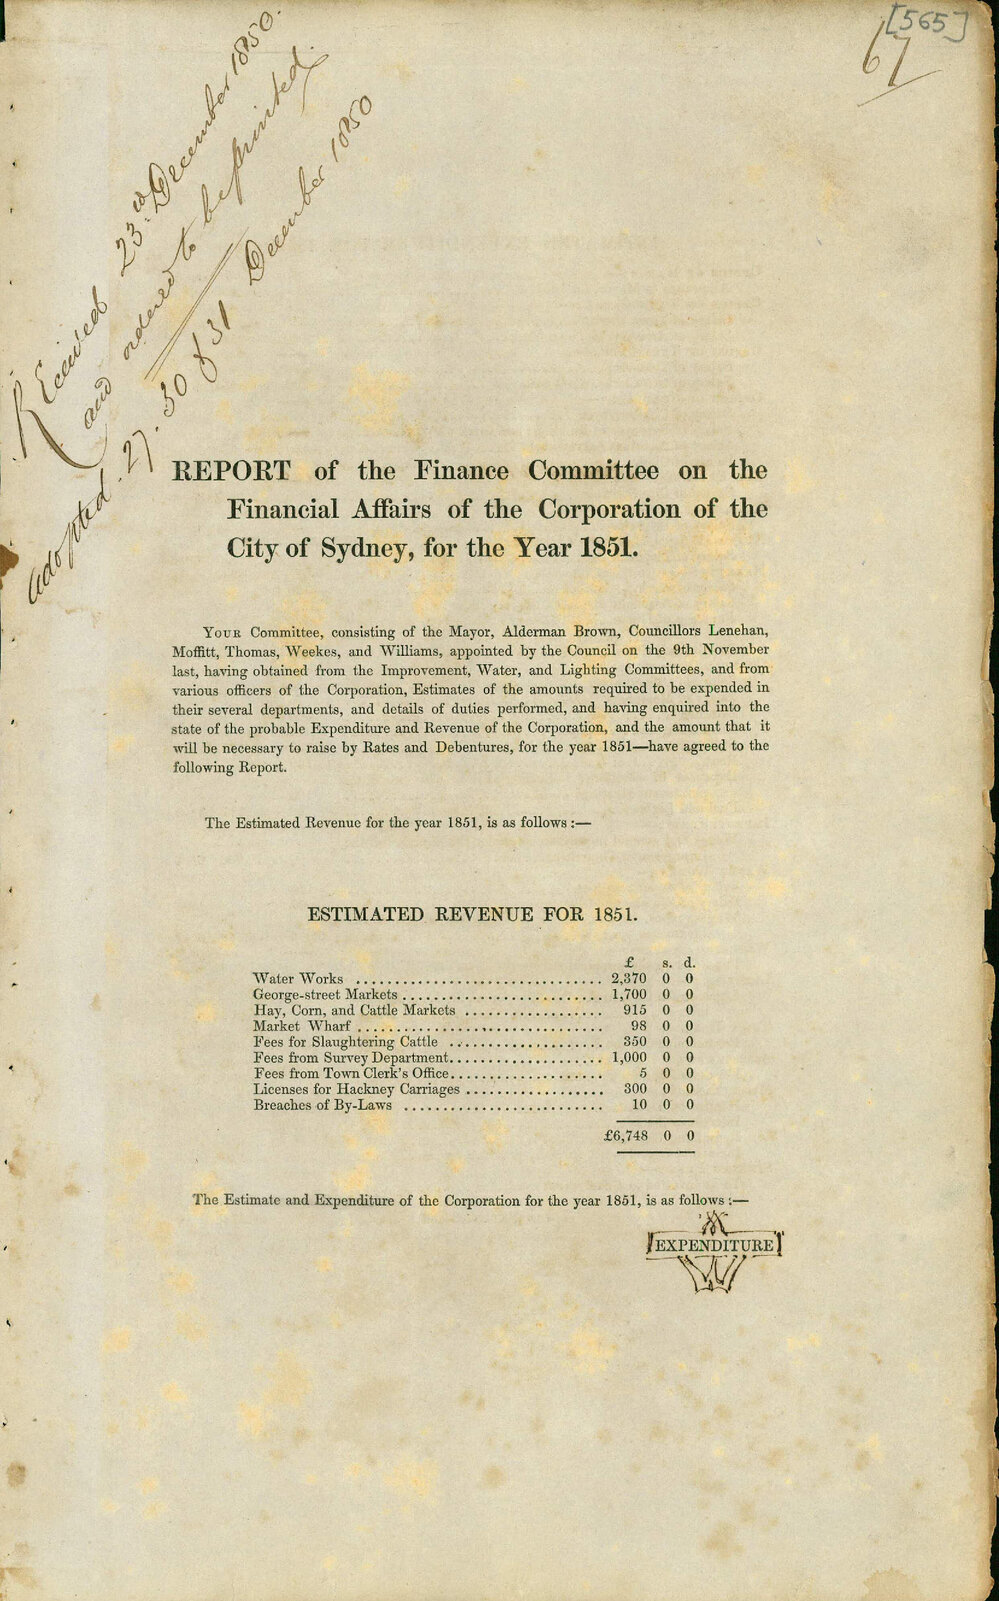 [565]
67
Received 23rd December 1850.
and ordered to be printed.
adopted. 27. 30 & 31 December 1850
REPORT of the Finance Committee on the
Financial Affairs of the Corporation of the
City of Sydney, for the Year 1851.
YOUR Committee, consisting of the Mayor, Alderman Brown, Councillors Lenehan,
Moffitt, Thomas, Weekes, and Williams, appointed by the Council on the 9th November
last, having obtained from the Improvement, Water, and Lighting Committees, and from
various officers of the Corporation, Estimates of the amounts required to be expended in
their several departments, and details of duties performed, and having enquired into the
state of the probable Expenditure and Revenue of the Corporation, and the amount that it
will be necessary to raise by Rates and Debentures, for the year 1851—have agreed to the
following Report.
The Estimated Revenue for the year 1851, is as follows :—
ESTIMATED REVENUE FOR 1851.
£ s. d.
Water Works ................................ 2,370 0 0
George-street Markets .......................... 1,700 0 0
Hay, Corn, and Cattle Markets .................. 915 0 0
Market Wharf ................................ 98 0 0
Fees for Slaughtering Cattle .................... 350 0 0
Fees from Survey Department.................... 1,000 0 0
Fees from Town Clerk's Office.................... 5 0 0
Licenses for Hackney Carriages .................. 300 0 0
Breaches of By-Laws .......................... 10 0 0
£6,748 0 0
The Estimate and Expenditure of the Corporation for the year 1851, is as follows :—
EXPENDITURE